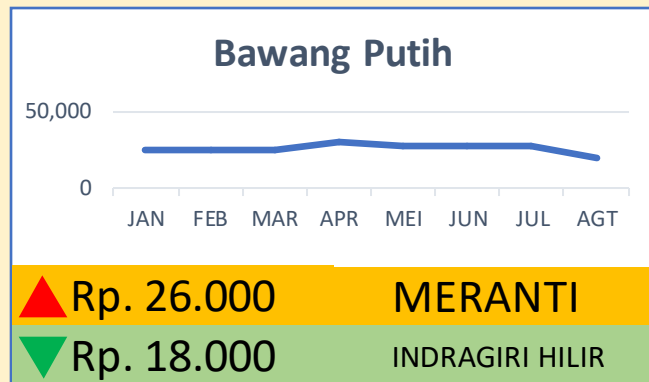 Bawang Putih
50,000
0
JAN FEB MAR APR MEI JUN JUL AGT
Rp. 26.000 MERANTI
Rp. 18.000 INDRAGIRI HILIR